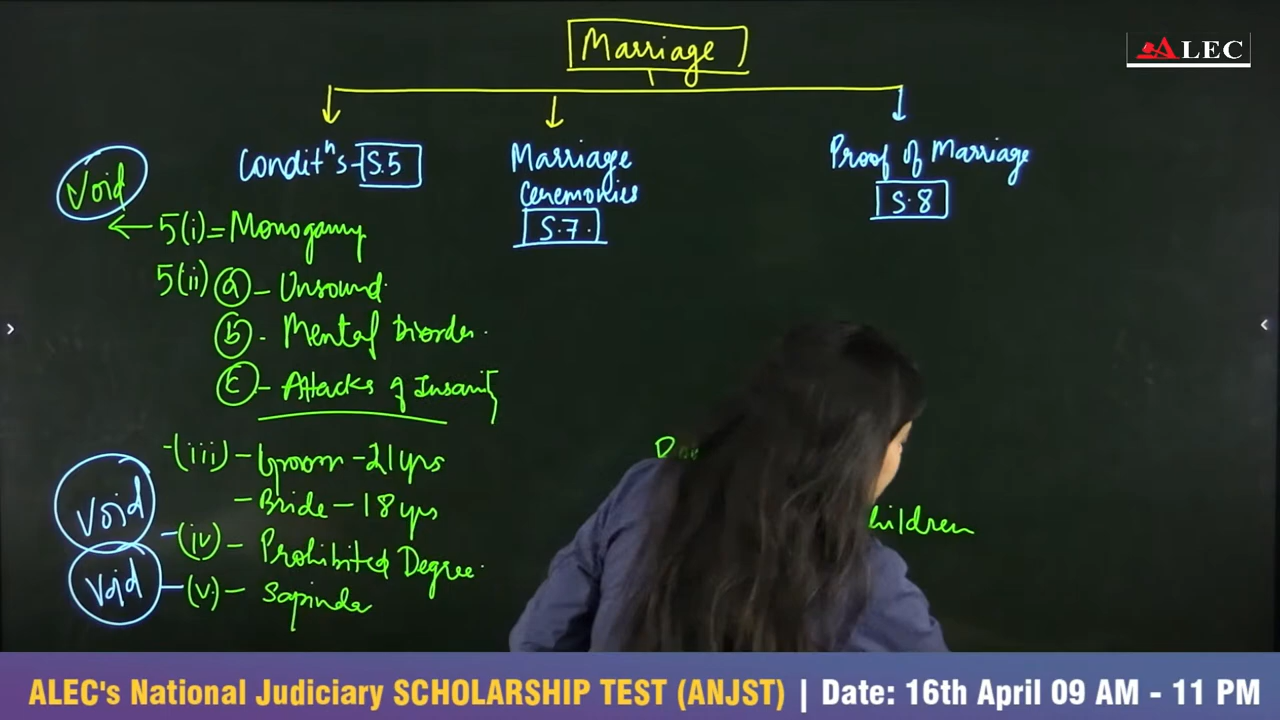 Marriage
ALEC
Condit^n s - S.5
Marriage
Ceremonies
S.7.
Proof of Marriage
S.8
Void
5(i) = Monogamy
5(ii) (a) - Unsound.
(b) - Mental Disorder.
(c) - Attacks of Insanity
-(iii) - Groom - 21 yrs
- Bride - 18 yrs
Void
-(iv) - Prohibited Degree.
Void
-(v) - Sapinda
hildren
ALEC's National Judiciary SCHOLARSHIP TEST (ANJST) | Date: 16th April 09 AM - 11 PM